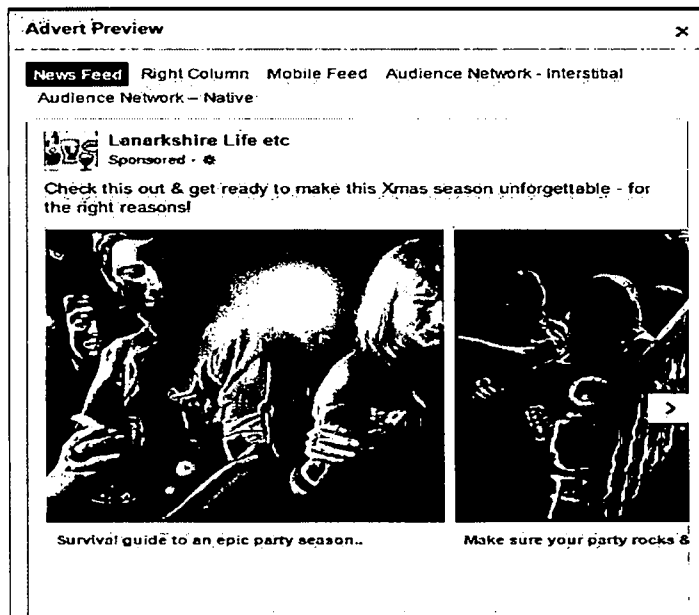 Advert Preview
×
News Feed Right Column Mobile Feed Audience Network - Interstitial
Audience Network – Native
Lanarkshire Life etc
Sponsored ·
Check this out & get ready to make this Xmas season unforgettable - for
the right reasons!
>
Survival guide to an epic party season..
Make sure your party rocks &